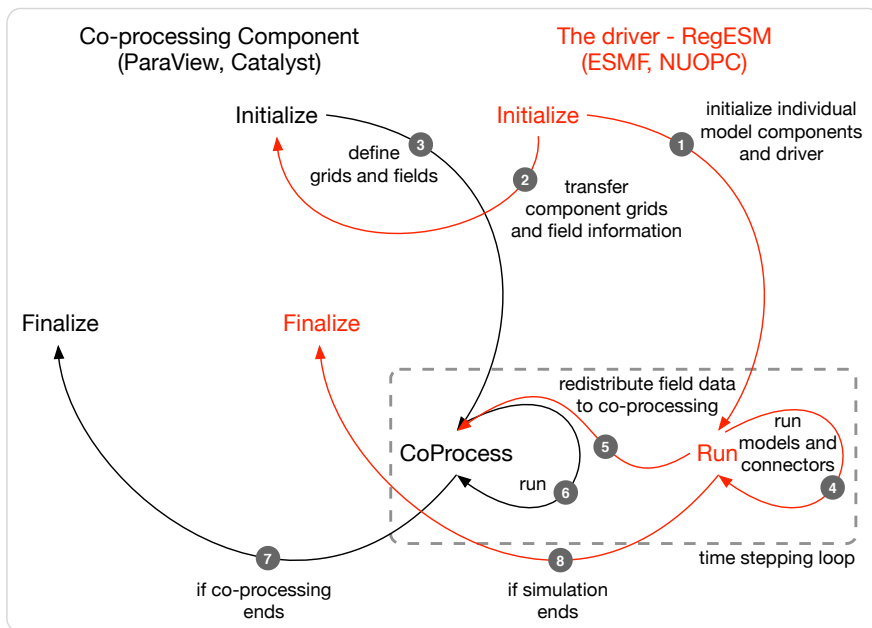 Co-processing Component
(ParaView, Catalyst)
The driver - RegESM
(ESMF, NUOPC)
Initialize
Initialize
initialize individual
model components
and driver
1
3
define
grids and fields
2
transfer
component grids
and field information
Finalize
Finalize
redistribute field data
to co-processing
CoProcess
5
Run
run
models and
connectors
4
run
6
time stepping loop
7
if co-processing
ends
8
if simulation
ends